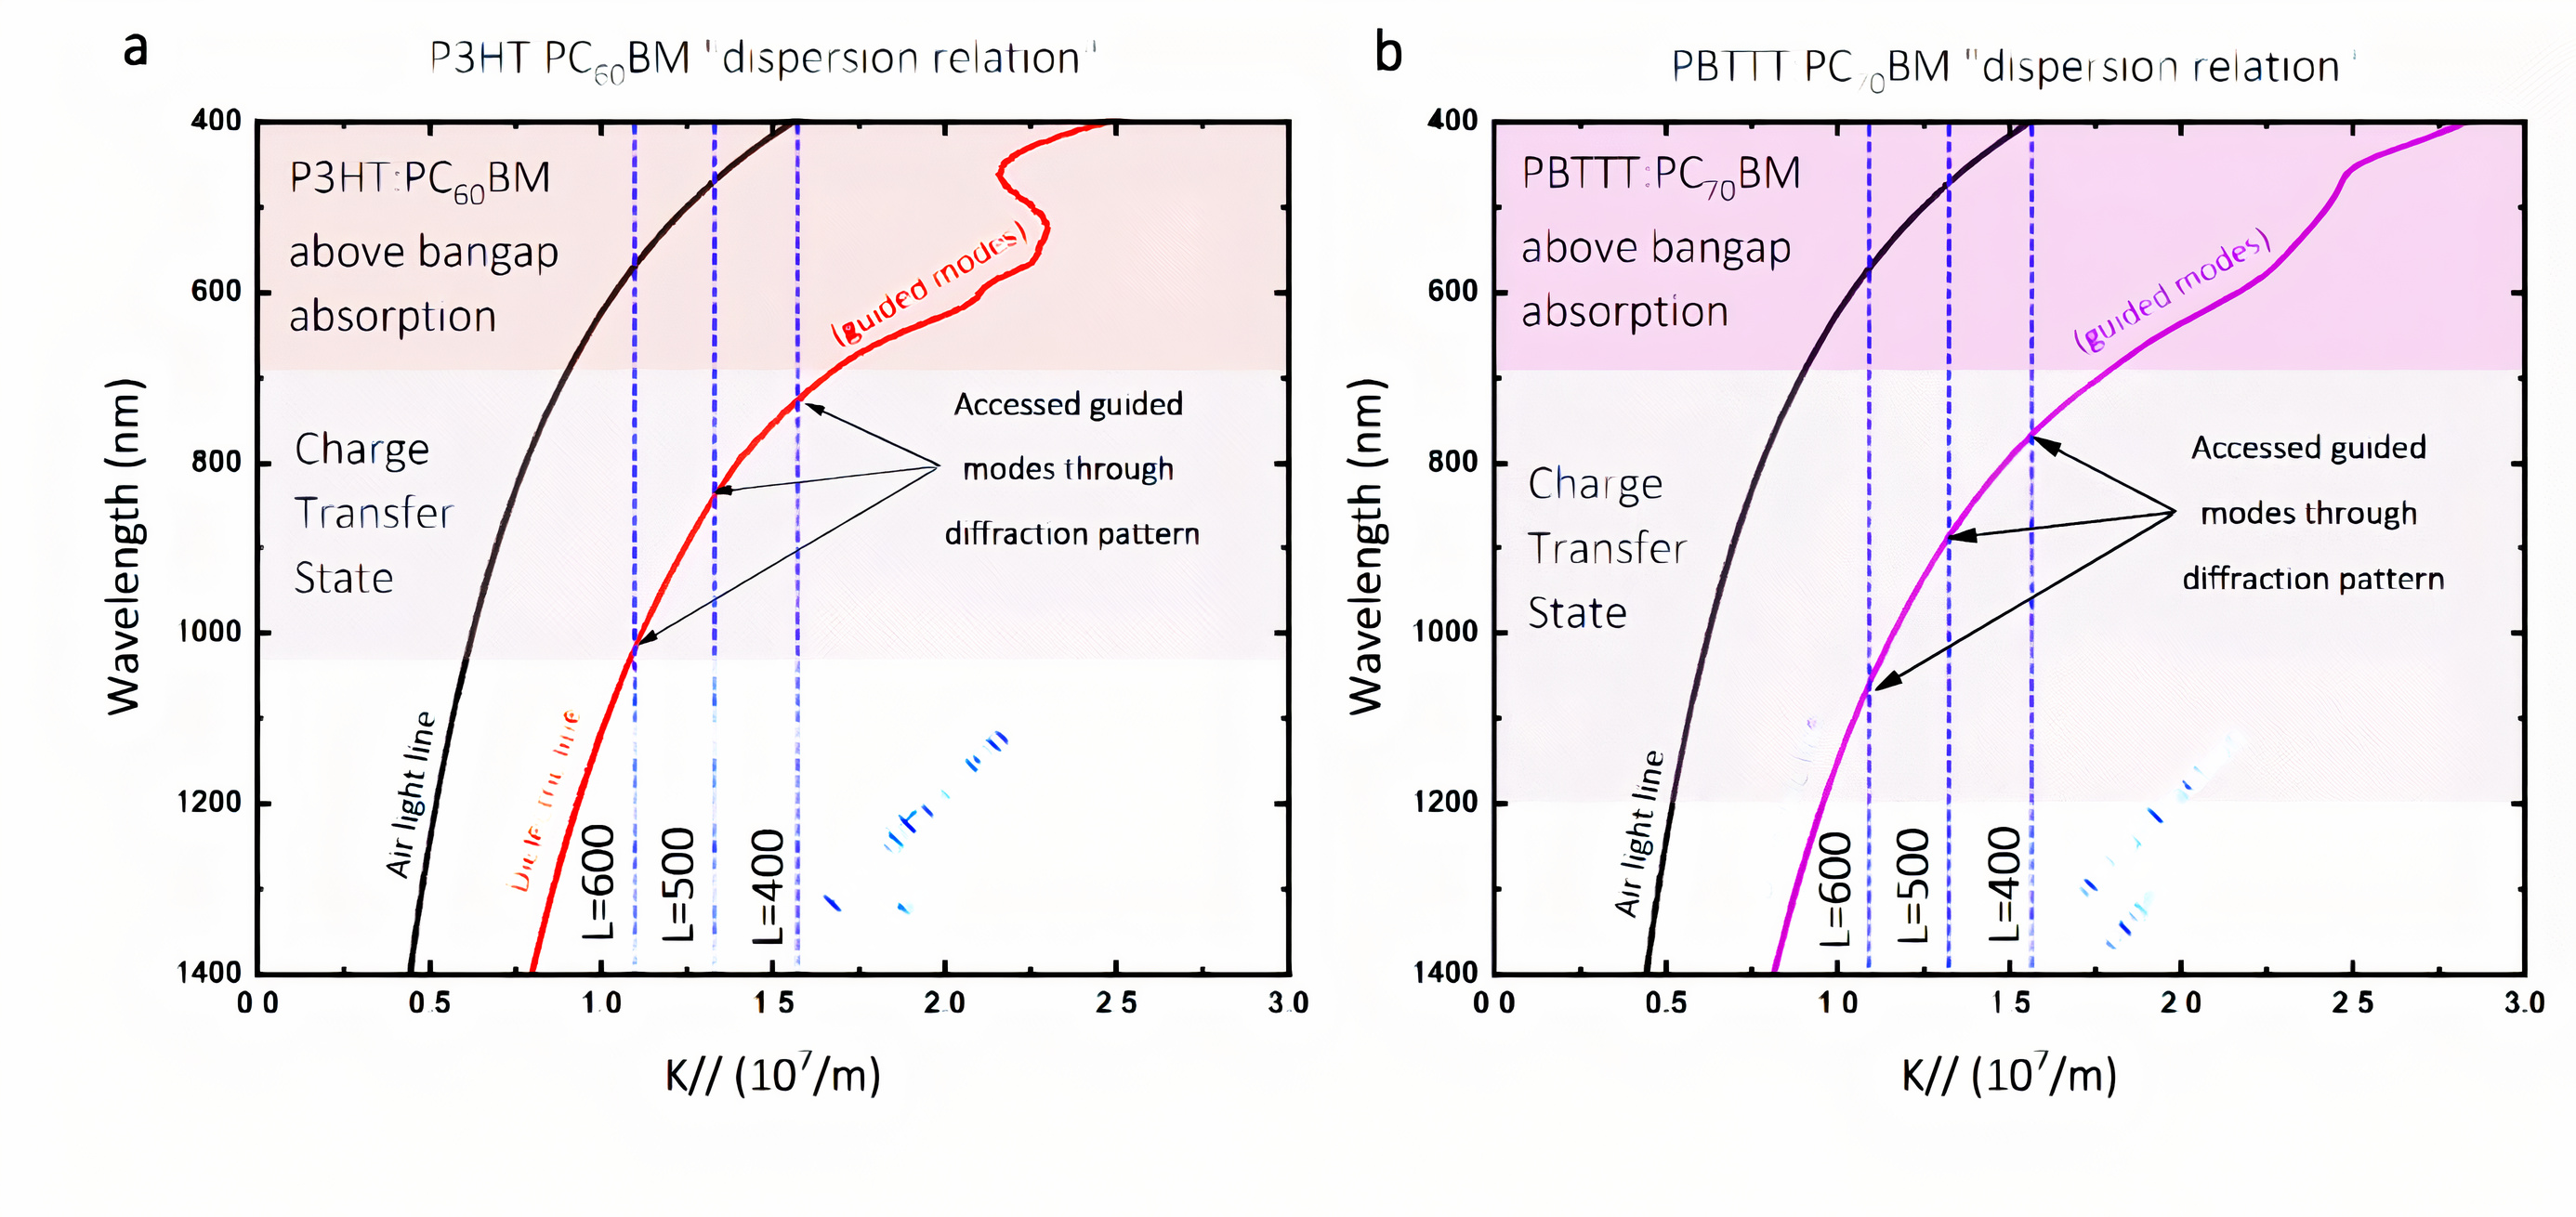 a
P3HT PC60BM "dispersion relation"
400
600
800
1000
1200
1400
Wavelength (nm)
P3HT:PC60BM
above bangap
absorption
(guided modes)
Charge
Transfer
State
Accessed guided
modes through
diffraction pattern
Air light line
L=600
L=500
L=400
0 0
0.5
1 0
1 5
2.0
2 5
3.0
K// (10^7/m)
b
PBTTT PC70BM "dispersion relation'
400
600
800
1000
1200
1400
Wavelength (nm)
PBTTT:PC70BM
above bangap
absorption
(guided modes)
Charge
Transfer
State
Accessed guided
modes through
diffraction pattern
Air light line
L=600
L=500
L=400
0 0
0.5
1 0
1 5
2 0
2 5
3.0
K// (10^7/m)